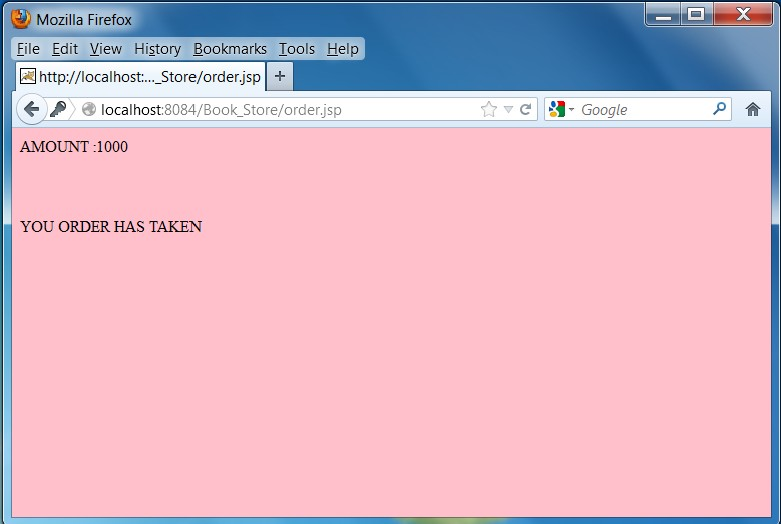 Mozilla Firefox
File Edit View History Bookmarks Tools Help
http://localhost:..._Store/order.jsp
localhost:8084/Book_Store/order.jsp
Google
AMOUNT :1000
YOU ORDER HAS TAKEN